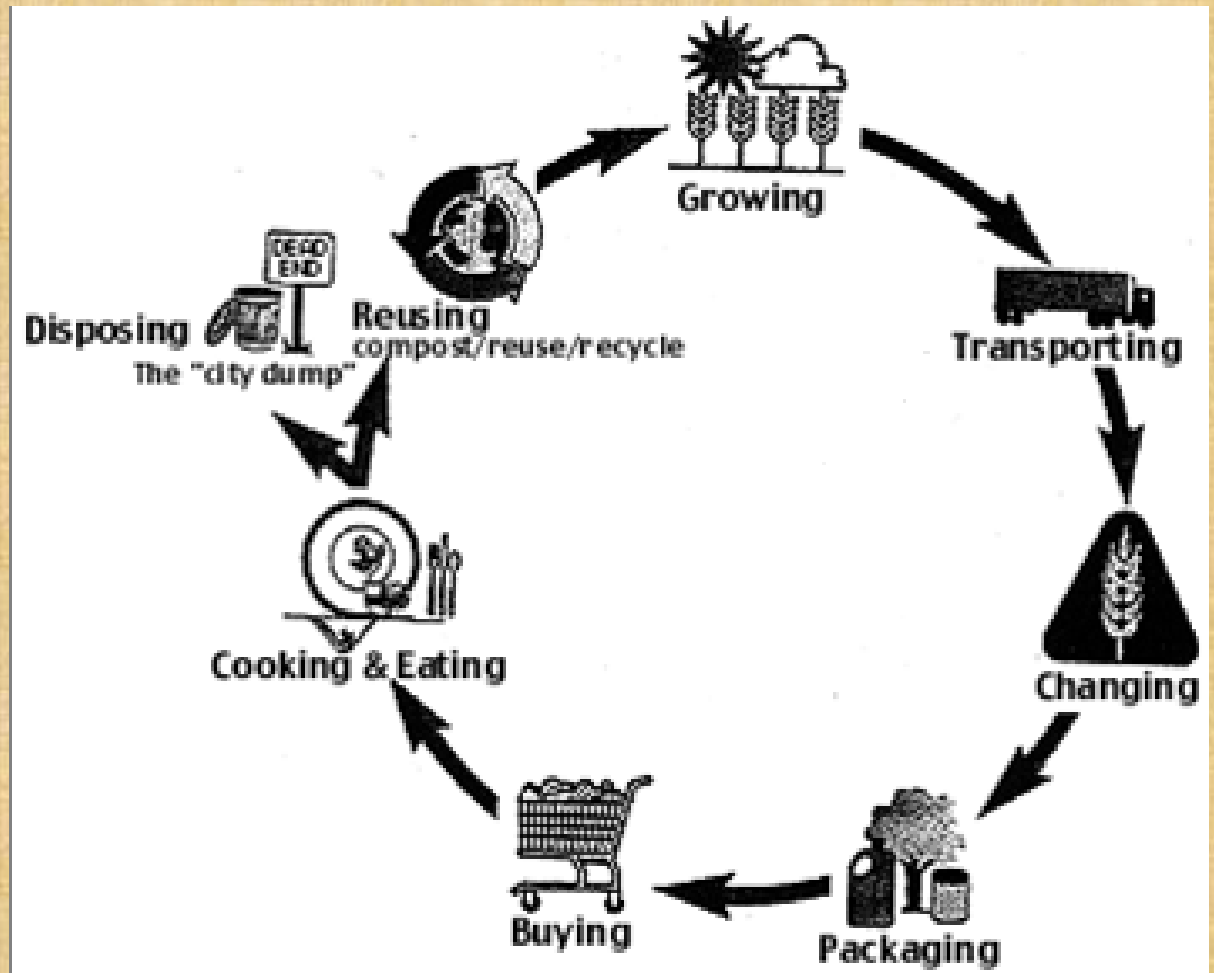 Growing
Transporting
Changing
Packaging
Buying
Cooking & Eating
DEAD
END
Disposing
The "city dump"
Reusing
compost/reuse/recycle